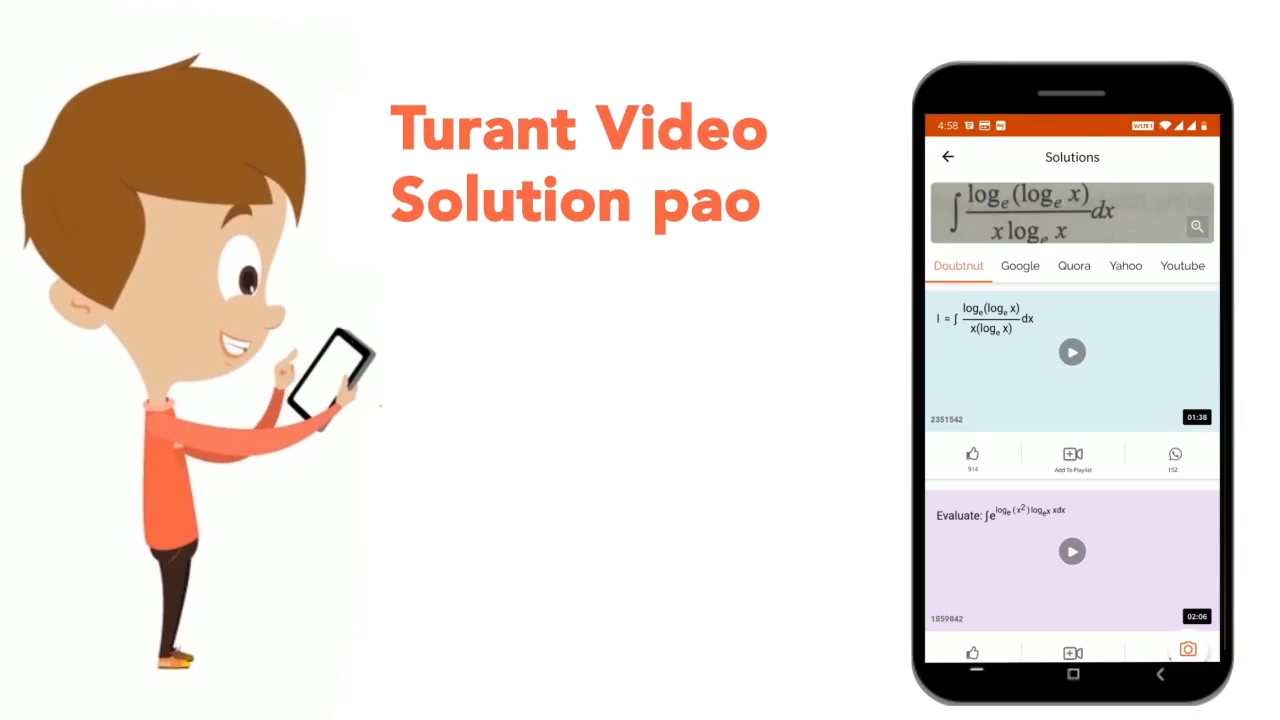 Turant Video
Solution pao
4:58
VoLTE1
Solutions
∫ logₑ(logₑ x) / x logₑ x dx
Doubtnut Google Quora Yahoo Youtube
I = ∫ logₑ(logₑ x) / x(logₑ x) dx
2351542 01:38
914 Add To Playlist 152
Evaluate: ∫e^logₑ(x²)logₑx xdx
1859842 02:06